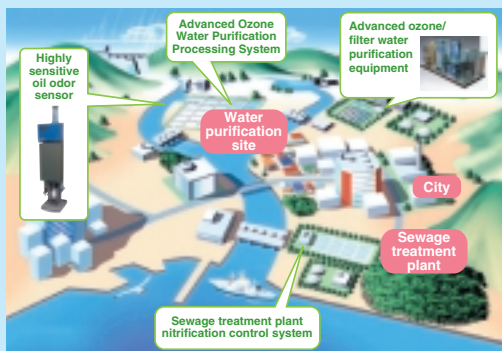 Advanced Ozone
Water Purification
Processing System
Advanced ozone/
filter water
purification
equipment
Highly
sensitive
oil odor
sensor
Water
purification
site
City
Sewage
treatment
plant
Sewage treatment plant
nitrification control system